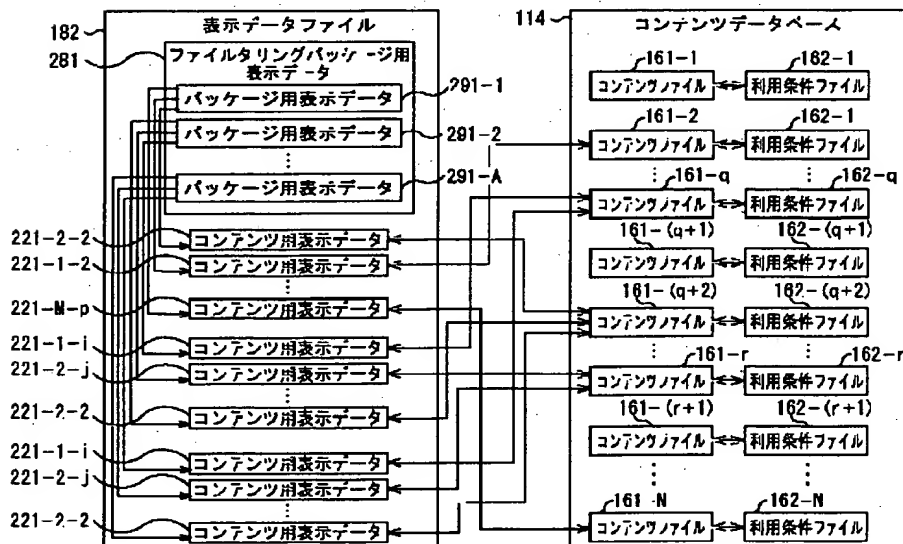 182
表示データファイル
281
ファイルタリングパッケージ用
表示データ
パッケージ用表示データ
291-1
パッケージ用表示データ
291-2
パッケージ用表示データ
291-A
221-2-2
コンテンツ用表示データ
221-1-2
コンテンツ用表示データ
221-N-p
コンテンツ用表示データ
221-1-i
コンテンツ用表示データ
221-2-j
コンテンツ用表示データ
221-2-2
コンテンツ用表示データ
221-1-i
コンテンツ用表示データ
221-2-j
コンテンツ用表示データ
221-2-2
コンテンツ用表示データ
114
コンテンツデータベース
161-1
162-1
コンテンツファイル
利用条件ファイル
161-2
162-1
コンテンツファイル
利用条件ファイル
161-q
162-q
コンテンツファイル
利用条件ファイル
161-(q+1)
162-(q+1)
コンテンツファイル
利用条件ファイル
161-(q+2)
162-(q+2)
コンテンツファイル
利用条件ファイル
161-r
162-r
コンテンツファイル
利用条件ファイル
161-(r+1)
162-(r+1)
コンテンツファイル
利用条件ファイル
161-N
162-N
コンテンツファイル
利用条件ファイル